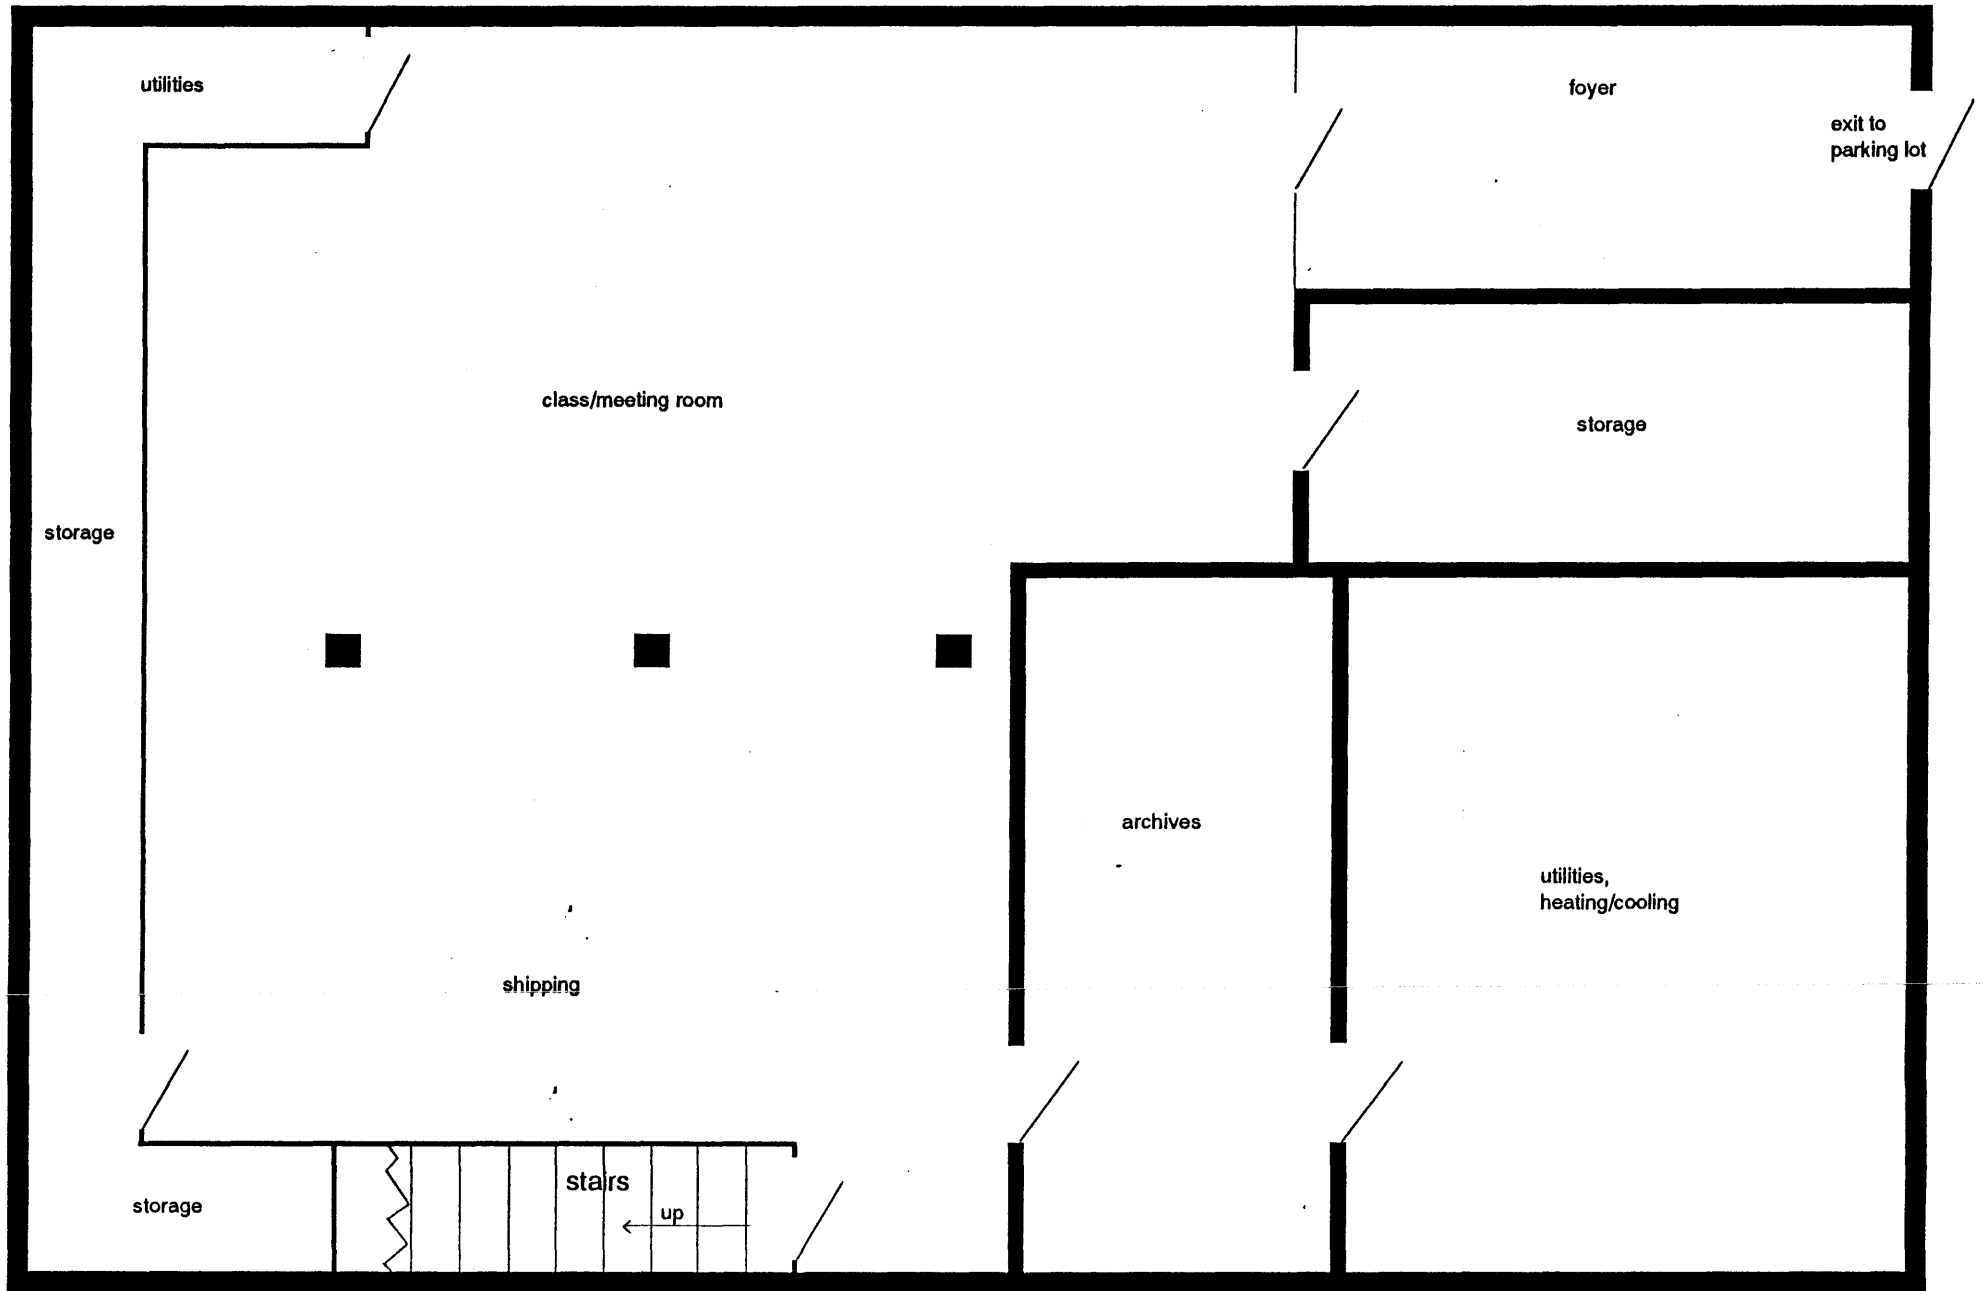 utilities
foyer
exit to
parking lot
class/meeting room
storage
storage
archives
utilities,
heating/cooling
shipping
stairs
up
storage